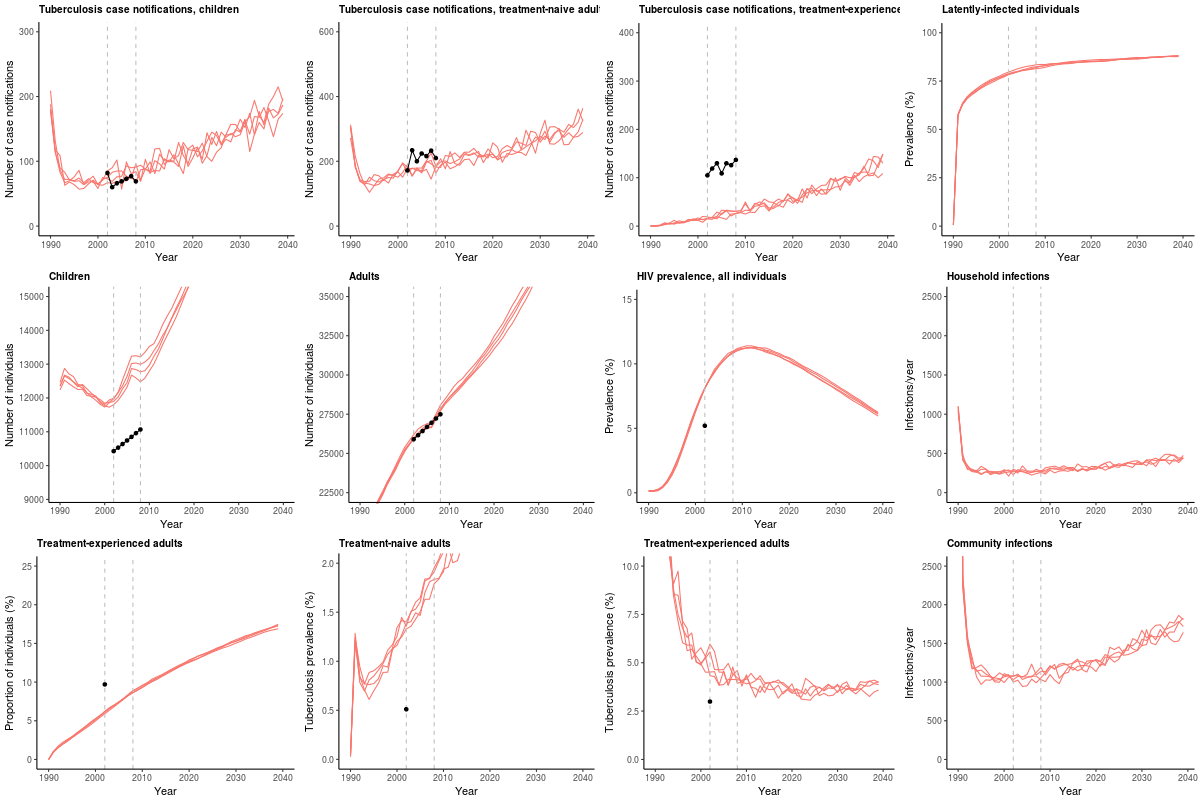 Tuberculosis case notifications, children
Number of case notifications
300
200
100
0
1990 2000 2010 2020 2030 2040
Year
Tuberculosis case notifications, treatment-naive adul
Number of case notifications
600
400
200
0
1990 2000 2010 2020 2030 2040
Year
Tuberculosis case notifications, treatment-experience
Number of case notifications
400
300
200
100
0
1990 2000 2010 2020 2030 2040
Year
Latently-infected individuals
Prevalence (%)
100
75
50
25
0
1990 2000 2010 2020 2030 2040
Year
Children
Number of individuals
15000
14000
13000
12000
11000
10000
9000
1990 2000 2010 2020 2030 2040
Year
Adults
Number of individuals
35000
32500
30000
27500
25000
22500
1990 2000 2010 2020 2030 2040
Year
HIV prevalence, all individuals
Prevalence (%)
15
10
5
0
1990 2000 2010 2020 2030 2040
Year
Household infections
Infections/year
2500
2000
1500
1000
500
0
1990 2000 2010 2020 2030 2040
Year
Treatment-experienced adults
Proportion of individuals (%)
25
20
15
10
5
0
1990 2000 2010 2020 2030 2040
Year
Treatment-naive adults
Tuberculosis prevalence (%)
2.0
1.5
1.0
0.5
0.0
1990 2000 2010 2020 2030 2040
Year
Treatment-experienced adults
Tuberculosis prevalence (%)
10.0
7.5
5.0
2.5
0.0
1990 2000 2010 2020 2030 2040
Year
Community infections
Infections/year
2500
2000
1500
1000
500
0
1990 2000 2010 2020 2030 2040
Year